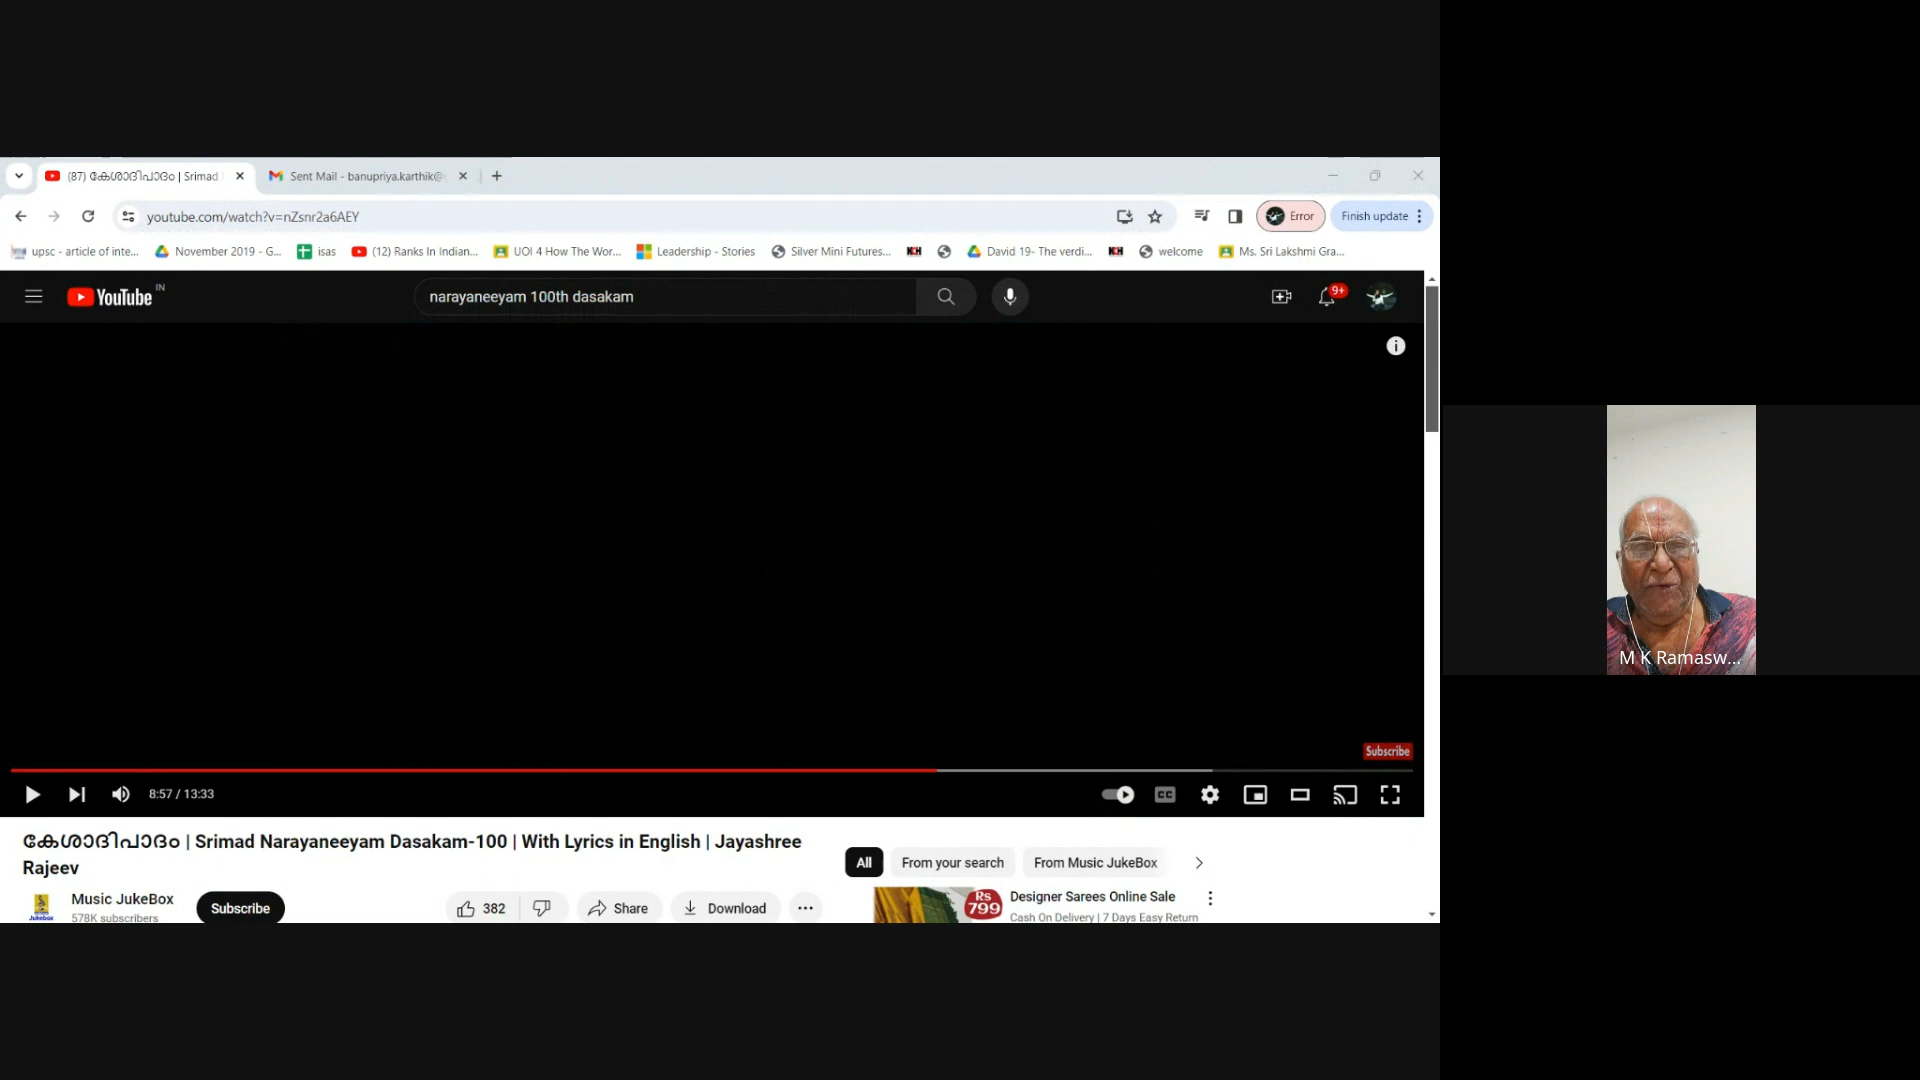 (87) കേശാദിപാദം | Srimad
Sent Mail - banupriya.karthik@
youtube.com/watch?v=nZsnr2a6AEY
Error
Finish update
upsc - article of inte...
November 2019 - G...
isas
(12) Ranks In Indian...
UOI 4 How The Wor...
Leadership - Stories
Silver Mini Futures...
David 19- The verdi...
welcome
Ms. Sri Lakshmi Gra...
YouTube IN
narayaneeyam 100th dasakam
9+
M K Ramasw...
Subscribe
8:57 / 13:33
CC
കേശാദിപാദം | Srimad Narayaneeyam Dasakam-100 | With Lyrics in English | Jayashree
Rajeev
All
From your search
From Music JukeBox
Music JukeBox
578K subscribers
Subscribe
382
Share
Download
Rs
799
Designer Sarees Online Sale
Cash On Delivery | 7 Days Easy Return